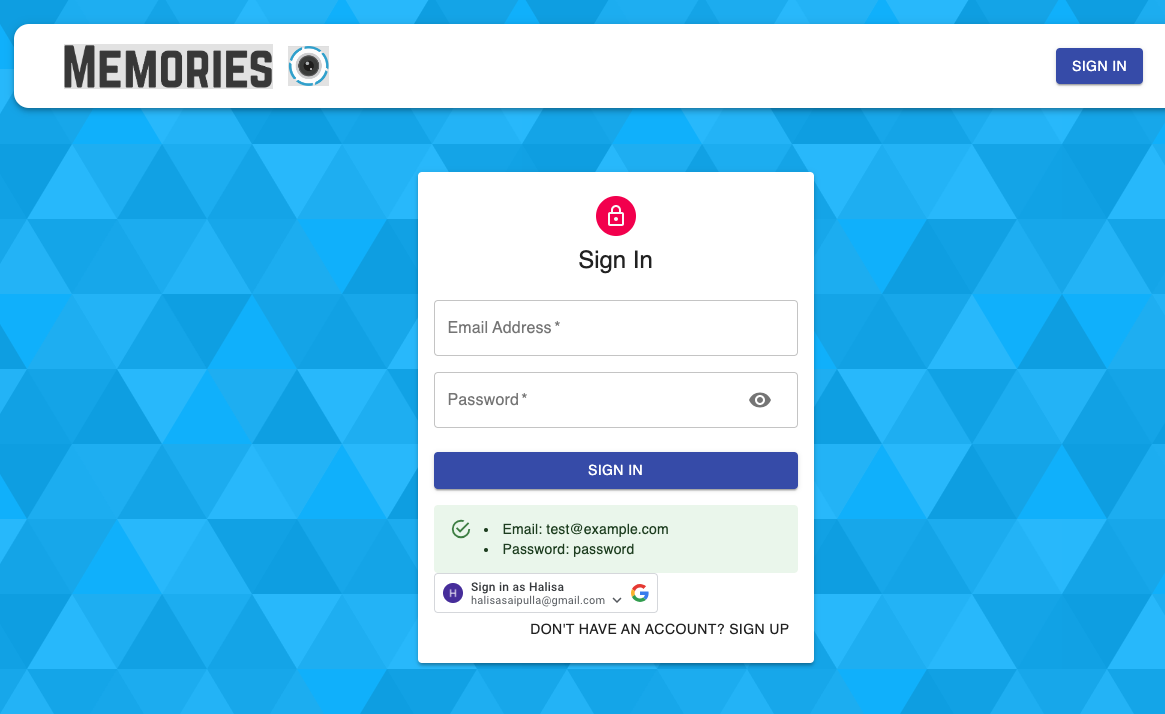 MEMORIES
SIGN IN
Sign In
Email Address *
Password *
SIGN IN
• Email: test@example.com
• Password: password
H
Sign in as Halisa
halisasaipulla@gmail.com
DON'T HAVE AN ACCOUNT? SIGN UP